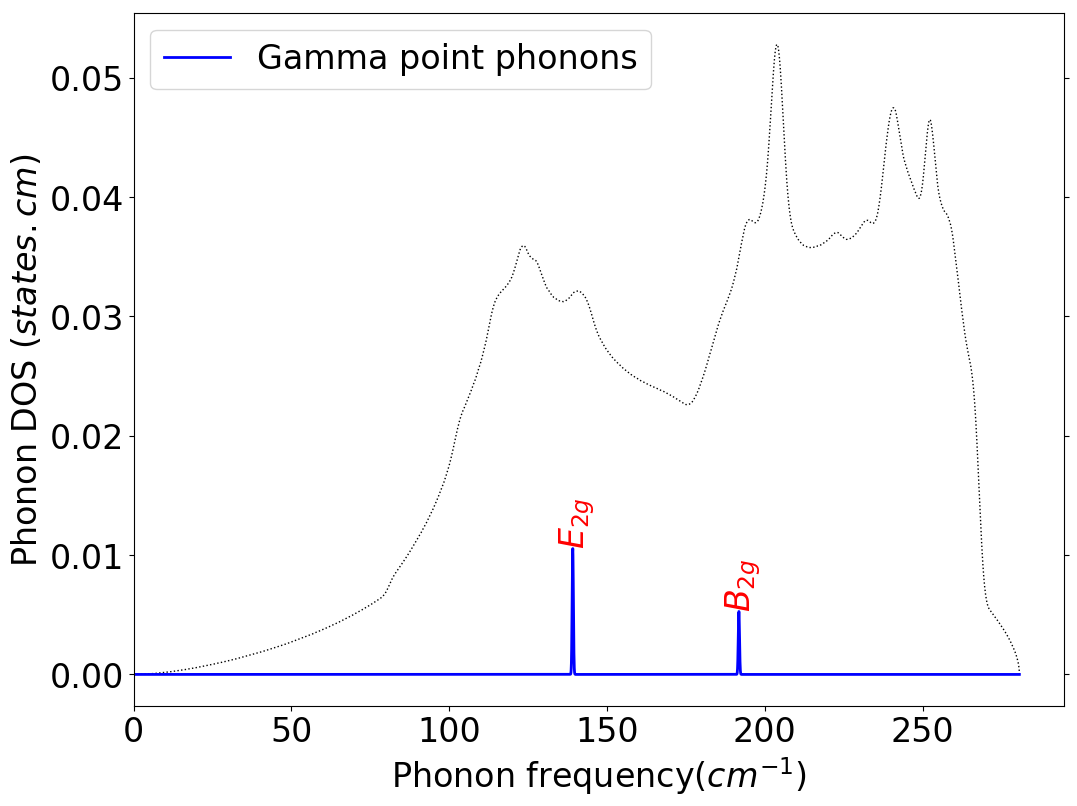 Gamma point phonons
Phonon DOS (states.cm)
0.05
0.04
0.03
0.02
0.01
0.00
E2g
B2g
0 50 100 150 200 250
Phonon frequency(cm⁻¹)